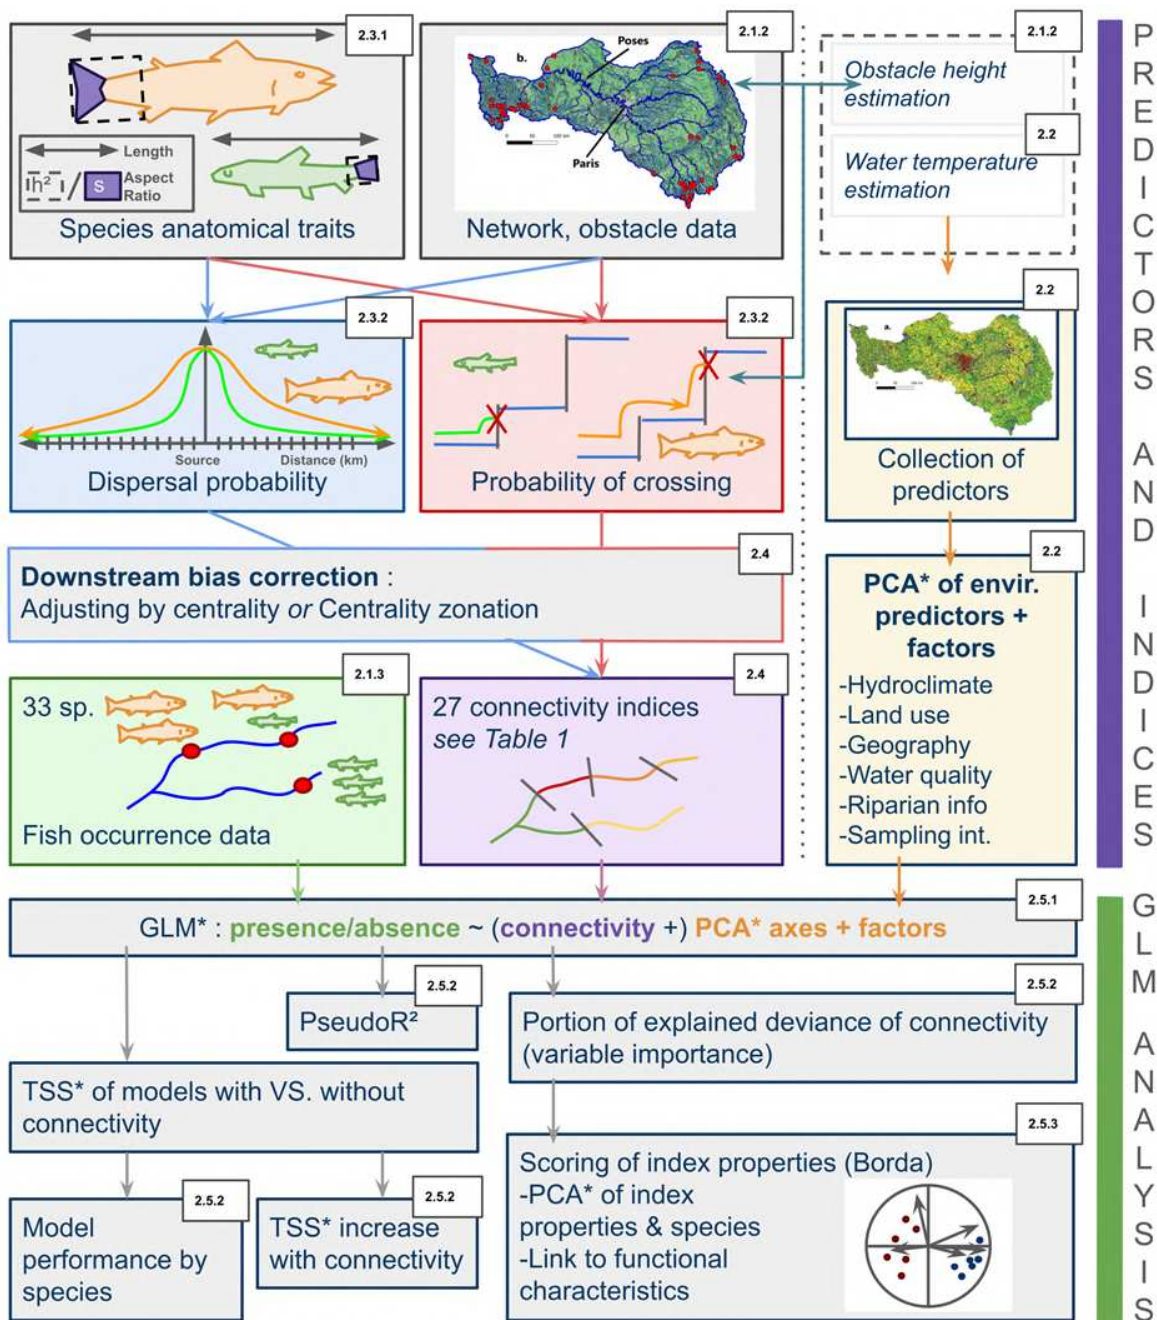 2.3.1
Length
h² / S Aspect
Ratio
Species anatomical traits
2.1.2
b.
Poses
Paris
Network, obstacle data
2.1.2
Obstacle height
estimation
2.2
Water temperature
estimation
2.3.2
Source
Distance (km)
Dispersal probability
2.3.2
Probability of crossing
2.2
a.
Collection of
predictors
2.4
Downstream bias correction :
Adjusting by centrality or Centrality zonation
2.2
PCA* of envir.
predictors +
factors
-Hydroclimate
-Land use
-Geography
-Water quality
-Riparian info
-Sampling int.
2.1.3
33 sp.
Fish occurrence data
2.4
27 connectivity indices
see Table 1
PREDICTORS AND INDICES
2.5.1
GLM* : presence/absence ~ (connectivity +) PCA* axes + factors
2.5.2
PseudoR²
2.5.2
Portion of explained deviance of connectivity
(variable importance)
TSS* of models with VS. without
connectivity
2.5.2
Model
performance by
species
2.5.2
TSS* increase
with connectivity
2.5.3
Scoring of index properties (Borda)
-PCA* of index
properties & species
-Link to functional
characteristics
GLM ANALYSIS